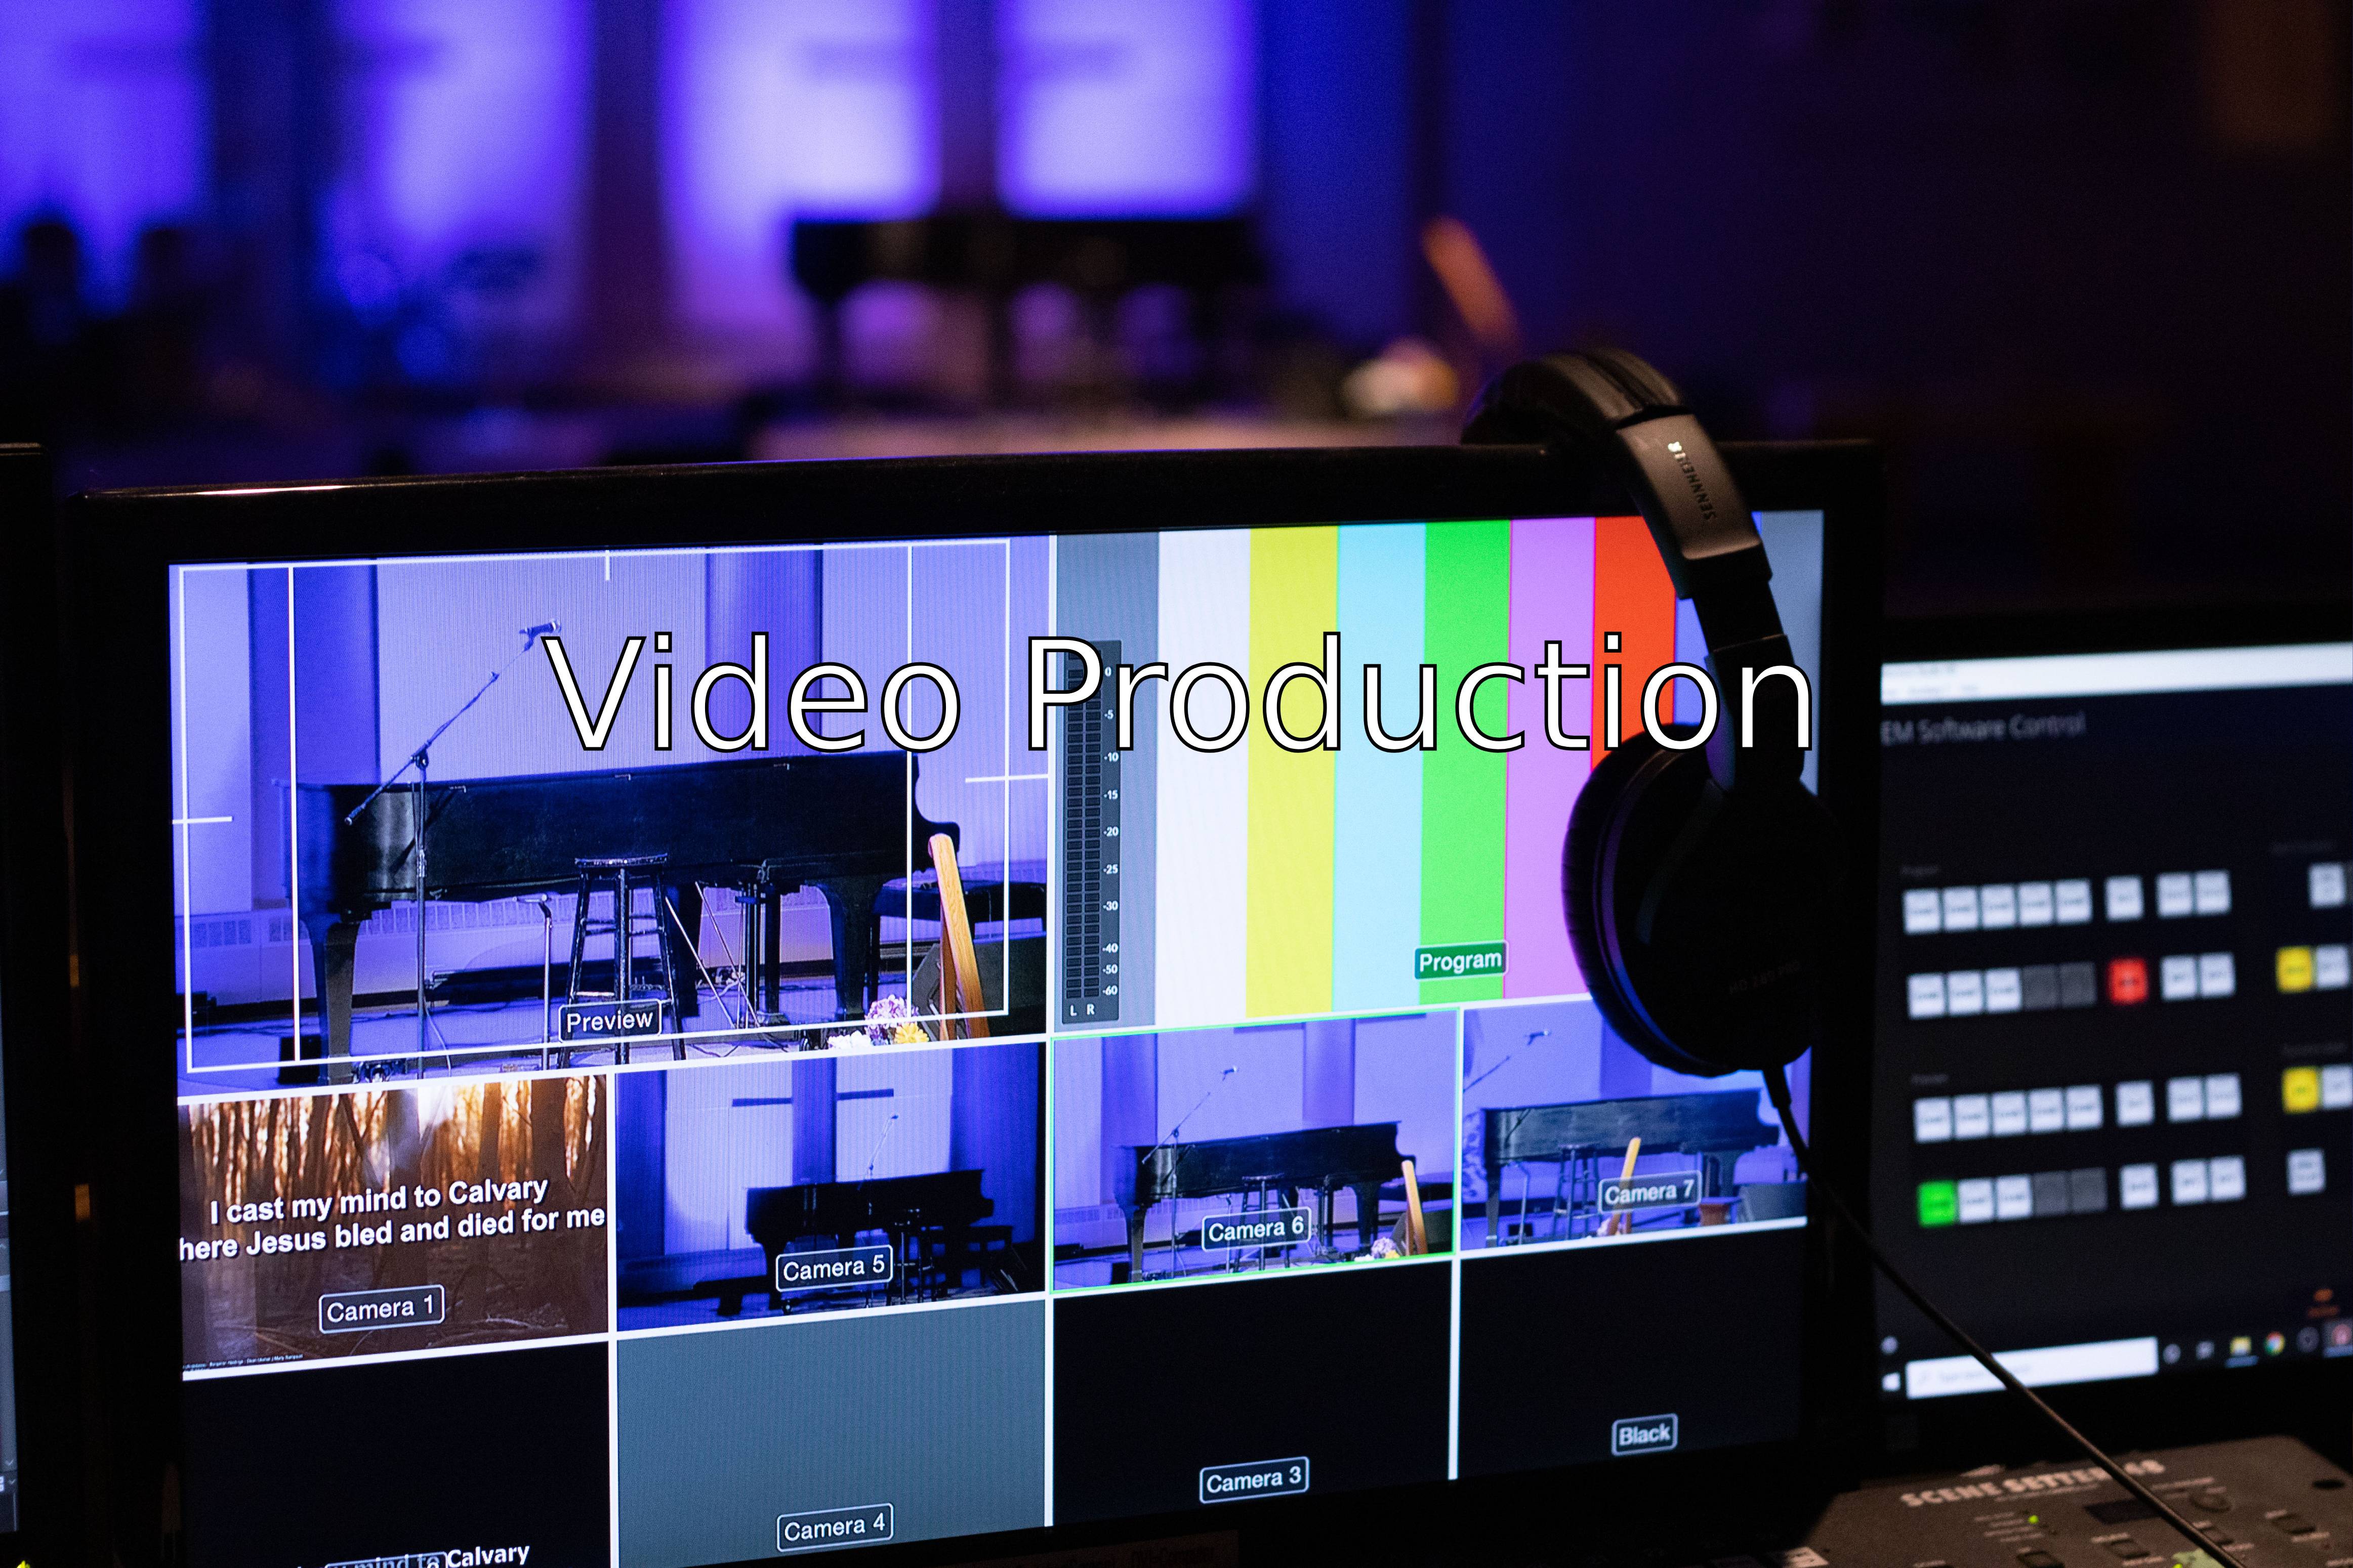 SENNHEISER
Video Production
EM Software Control
0
-5
-10
-15
-20
-25
-30
-40
-50
-60
L R
Program
Preview
I cast my mind to Calvary
here Jesus bled and died for me
Camera 1
Camera 5
Camera 6
Camera 7
Camera 4
Camera 3
Black
mind to Calvary
SCENE SETTER 48